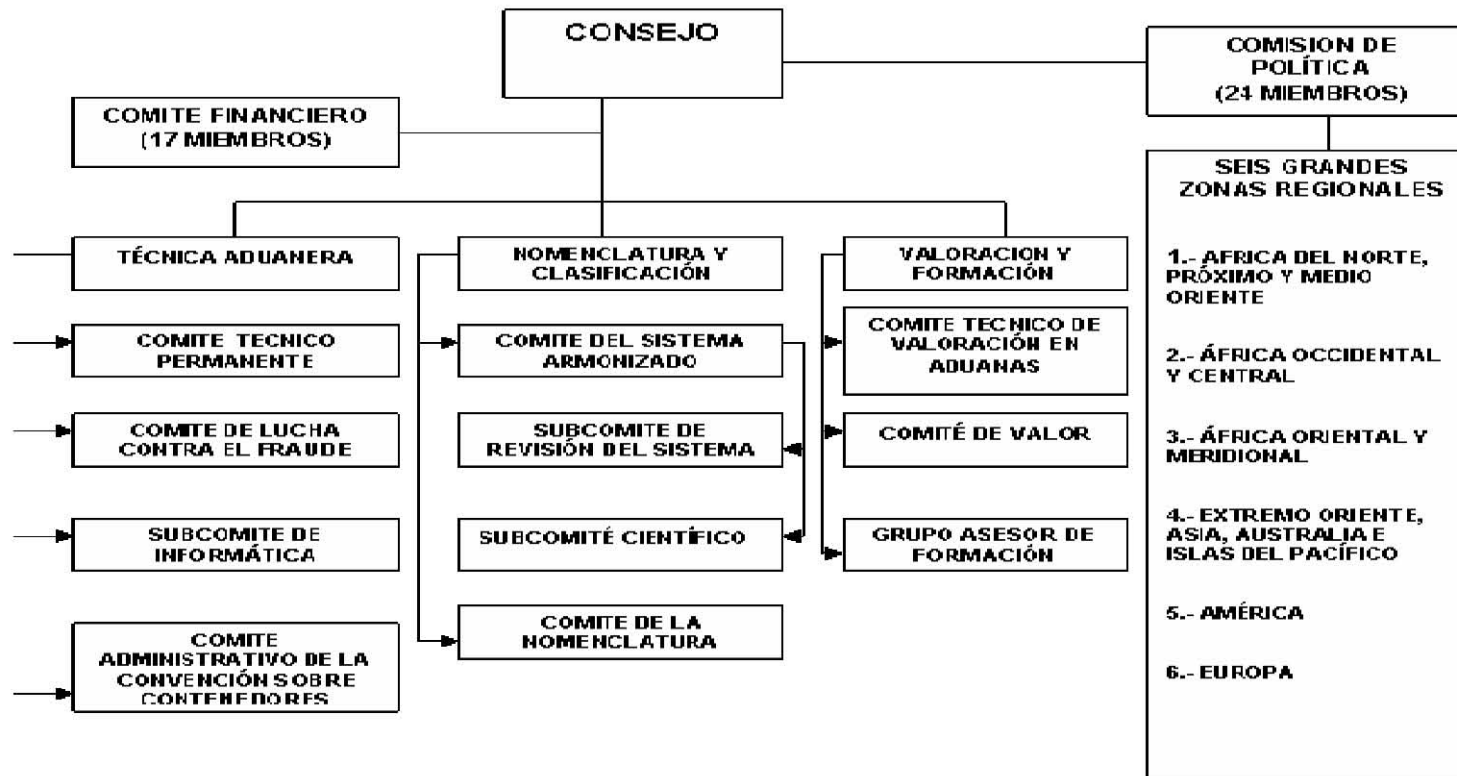 CONSEJO
COMISION DE
POLÍTICA
(24 MIEMBROS)
COMITE FINANCIERO
(17 MIEMBROS)
SEIS GRANDES
ZONAS REGIONALES
1.- AFRICA DEL NORTE,
PRÓXIMO Y MEDIO
ORIENTE
2.- ÁFRICA OCCIDENTAL
Y CENTRAL
3.- ÁFRICA ORIENTAL Y
MERIDIONAL
4.- EXTREMO ORIENTE,
ASIA, AUSTRALIA E
ISLAS DEL PACÍFICO
5.- AMÉRICA
6.- EUROPA
TÉCNICA ADUANERA
COMITE TECNICO
PERMANENTE
COMITE DE LUCHA
CONTRA EL FRAUDE
SUBCOMITE DE
INFORMÁTICA
COMITE
ADMINISTRATIVO DE LA
CONVENCIÓN SOBRE
CONTENEDORES
NOMENCLATURA Y
CLASIFICACIÓN
COMITE DEL SISTEMA
ARMONIZADO
SUBCOMITE DE
REVISIÓN DEL SISTEMA
SUBCOMITÉ CIENTÍFICO
COMITE DE LA
NOMENCLATURA
VALORACION Y
FORMACIÓN
COMITE TECNICO DE
VALORACIÓN EN
ADUANAS
COMITÉ DE VALOR
GRUPO ASESOR DE
FORMACIÓN